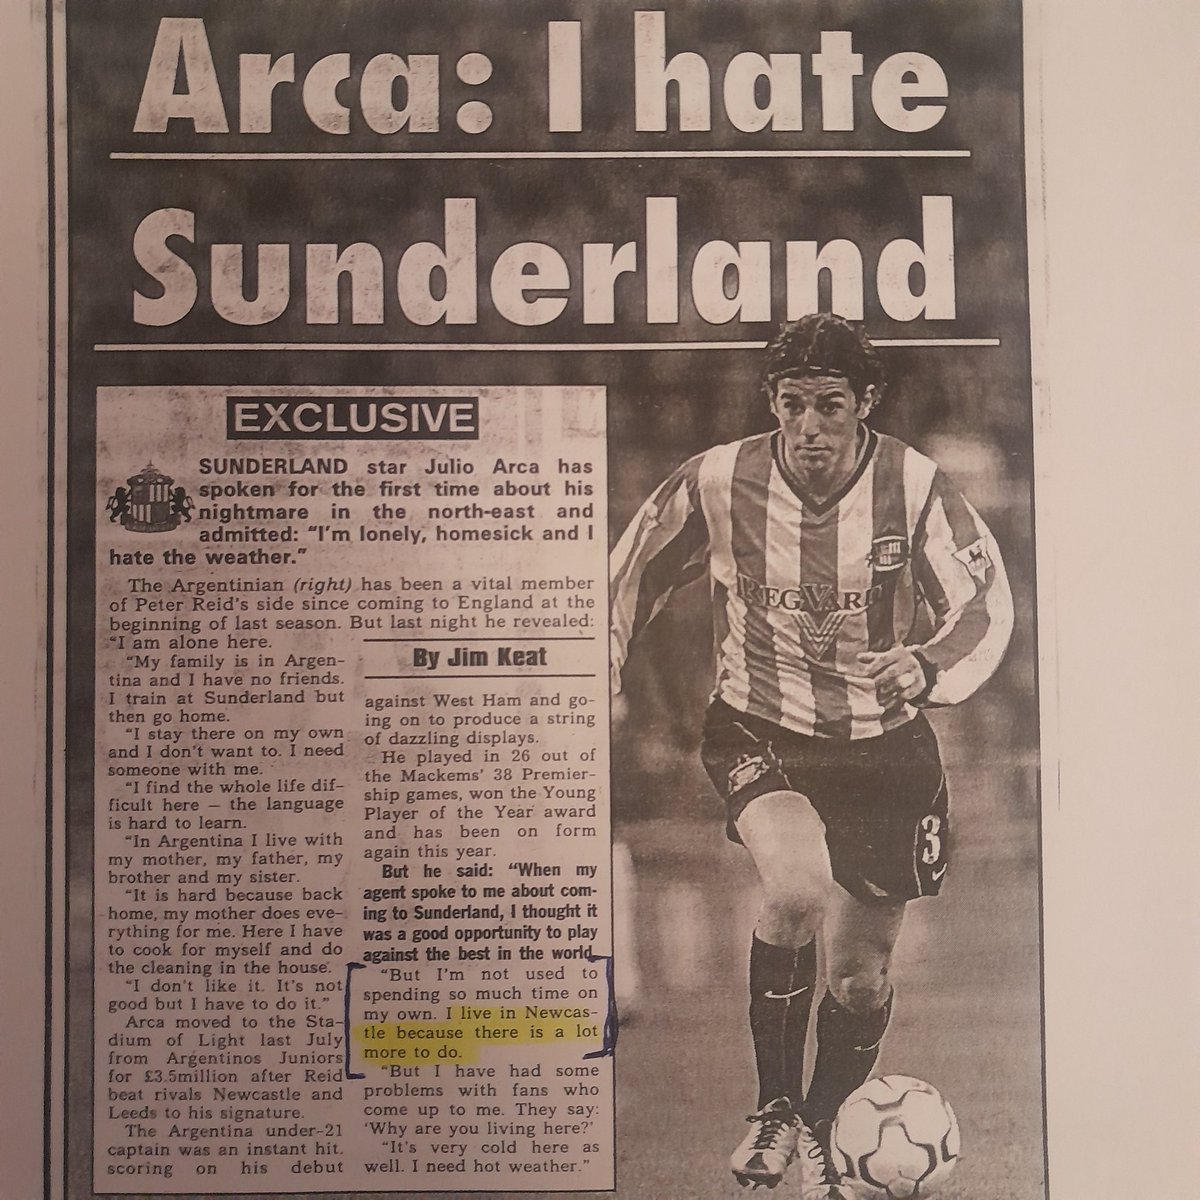 Arca: I hate
Sunderland
EXCLUSIVE
SUNDERLAND star Julio Arca has
spoken for the first time about his
nightmare in the north-east and
admitted: “I'm lonely, homesick and I
hate the weather.”
The Argentinian (right) has been a vital member
of Peter Reid's side since coming to England at the
beginning of last season. But last night he revealed:
“I am alone here.
“My family is in Argen-
tina and I have no friends.
I train at Sunderland but
then go home.
“I stay there on my own
and I don't want to. I need
someone with me.
“I find the whole life dif-
ficult here – the language
is hard to learn.
“In Argentina I live with
my mother, my father, my
brother and my sister.
“It is hard because back
home, my mother does eve-
rything for me. Here I have
to cook for myself and do
the cleaning in the house.
“I don't like it. It's not
good but I have to do it.”
Arca moved to the Sta-
dium of Light last July
from Argentinos Juniors
for £3.5million after Reid
beat rivals Newcastle and
Leeds to his signature.
The Argentina under-21
captain was an instant hit,
scoring on his debut
By Jim Keat
against West Ham and go-
ing on to produce a string
of dazzling displays.
He played in 26 out of
the Mackems' 38 Premier-
ship games, won the Young
Player of the Year award
and has been on form
again this year.
But he said: “When my
agent spoke to me about com-
ing to Sunderland, I thought it
was a good opportunity to play
against the best in the world.
“But I'm not used to
spending so much time on
my own. I live in Newcas-
tle because there is a lot
more to do.
“But I have had some
problems with fans who
come up to me. They say:
‘Why are you living here?’
“It's very cold here as
well. I need hot weather.”
REG VARDY
3